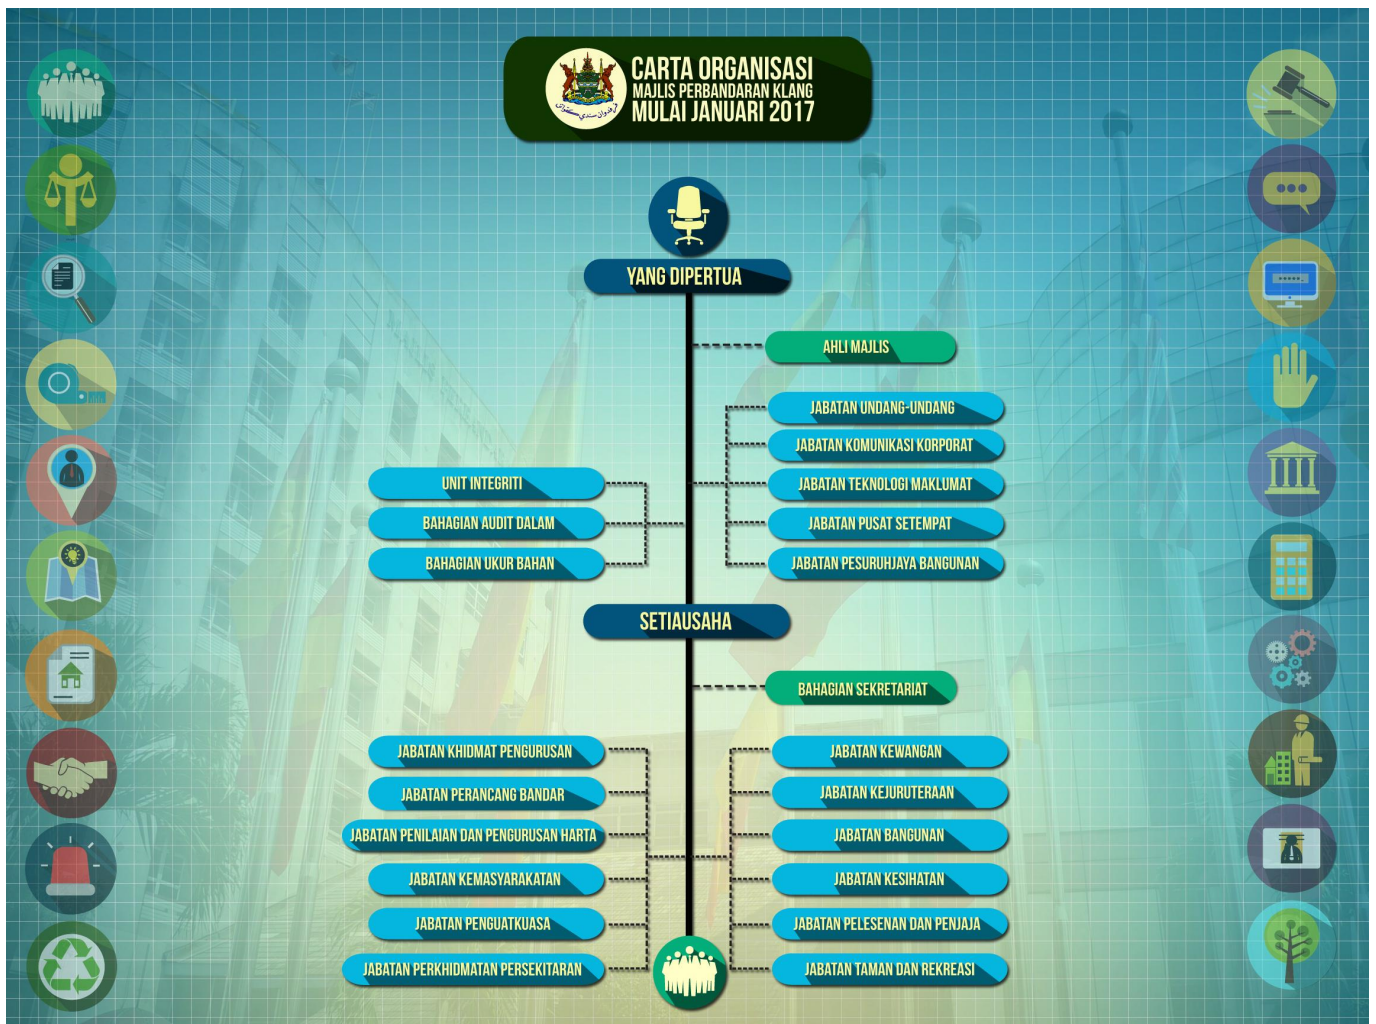 CARTA ORGANISASI
MAJLIS PERBANDARAN KLANG
MULAI JANUARI 2017
YANG DIPERTUA
AHLI MAJLIS
JABATAN UNDANG-UNDANG
JABATAN KOMUNIKASI KORPORAT
UNIT INTEGRITI
JABATAN TEKNOLOGI MAKLUMAT
BAHAGIAN AUDIT DALAM
JABATAN PUSAT SETEMPAT
BAHAGIAN UKUR BAHAN
JABATAN PESURUHJAYA BANGUNAN
SETIAUSAHA
BAHAGIAN SEKRETARIAT
JABATAN KHIDMAT PENGURUSAN
JABATAN KEWANGAN
JABATAN PERANCANG BANDAR
JABATAN KEJURUTERAAN
JABATAN PENILAIAN DAN PENGURUSAN HARTA
JABATAN BANGUNAN
JABATAN KEMASYARAKATAN
JABATAN KESIHATAN
JABATAN PENGUATKUASA
JABATAN PELESENAN DAN PENJAJA
JABATAN PERKHIDMATAN PERSEKITARAN
JABATAN TAMAN DAN REKREASI